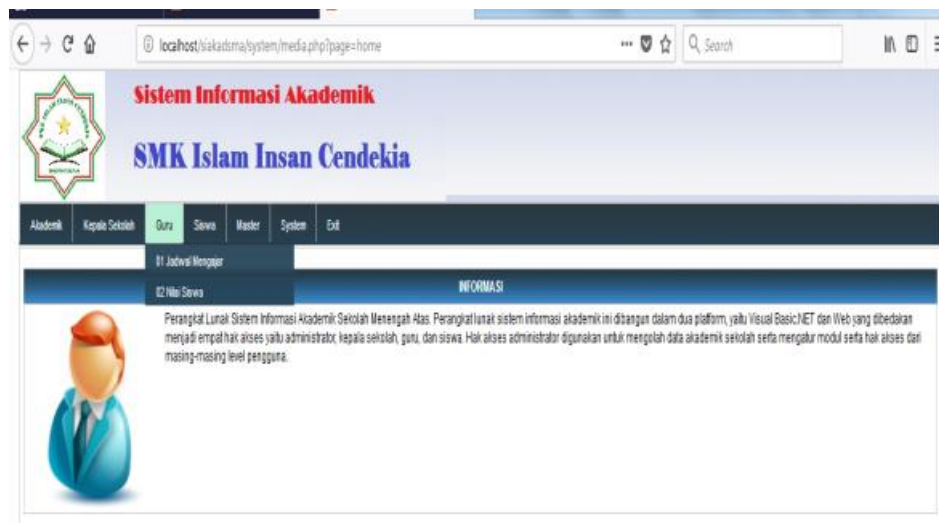 localhost/siakadsma/system/media.php?page=home
Search
Sistem Informasi Akademik
SMK Islam Insan Cendekia
Akademik Kepala Sekolah Guru Siswa Master System Exit
01 Jadwal Mengajar
02 Nilai Siswa
INFORMASI
Perangkat Lunak Sistem Informasi Akademik Sekolah Menengah Atas. Perangkat lunak sistem informasi akademik ini dibangun dalam dua platform, yaitu Visual Basic.NET dan Web yang dibedakan
menjadi empat hak akses yaitu administrator, kepala sekolah, guru, dan siswa. Hak akses administrator digunakan untuk mengolah data akademik sekolah serta mengatur modul serta hak akses dari
masing-masing level pengguna.